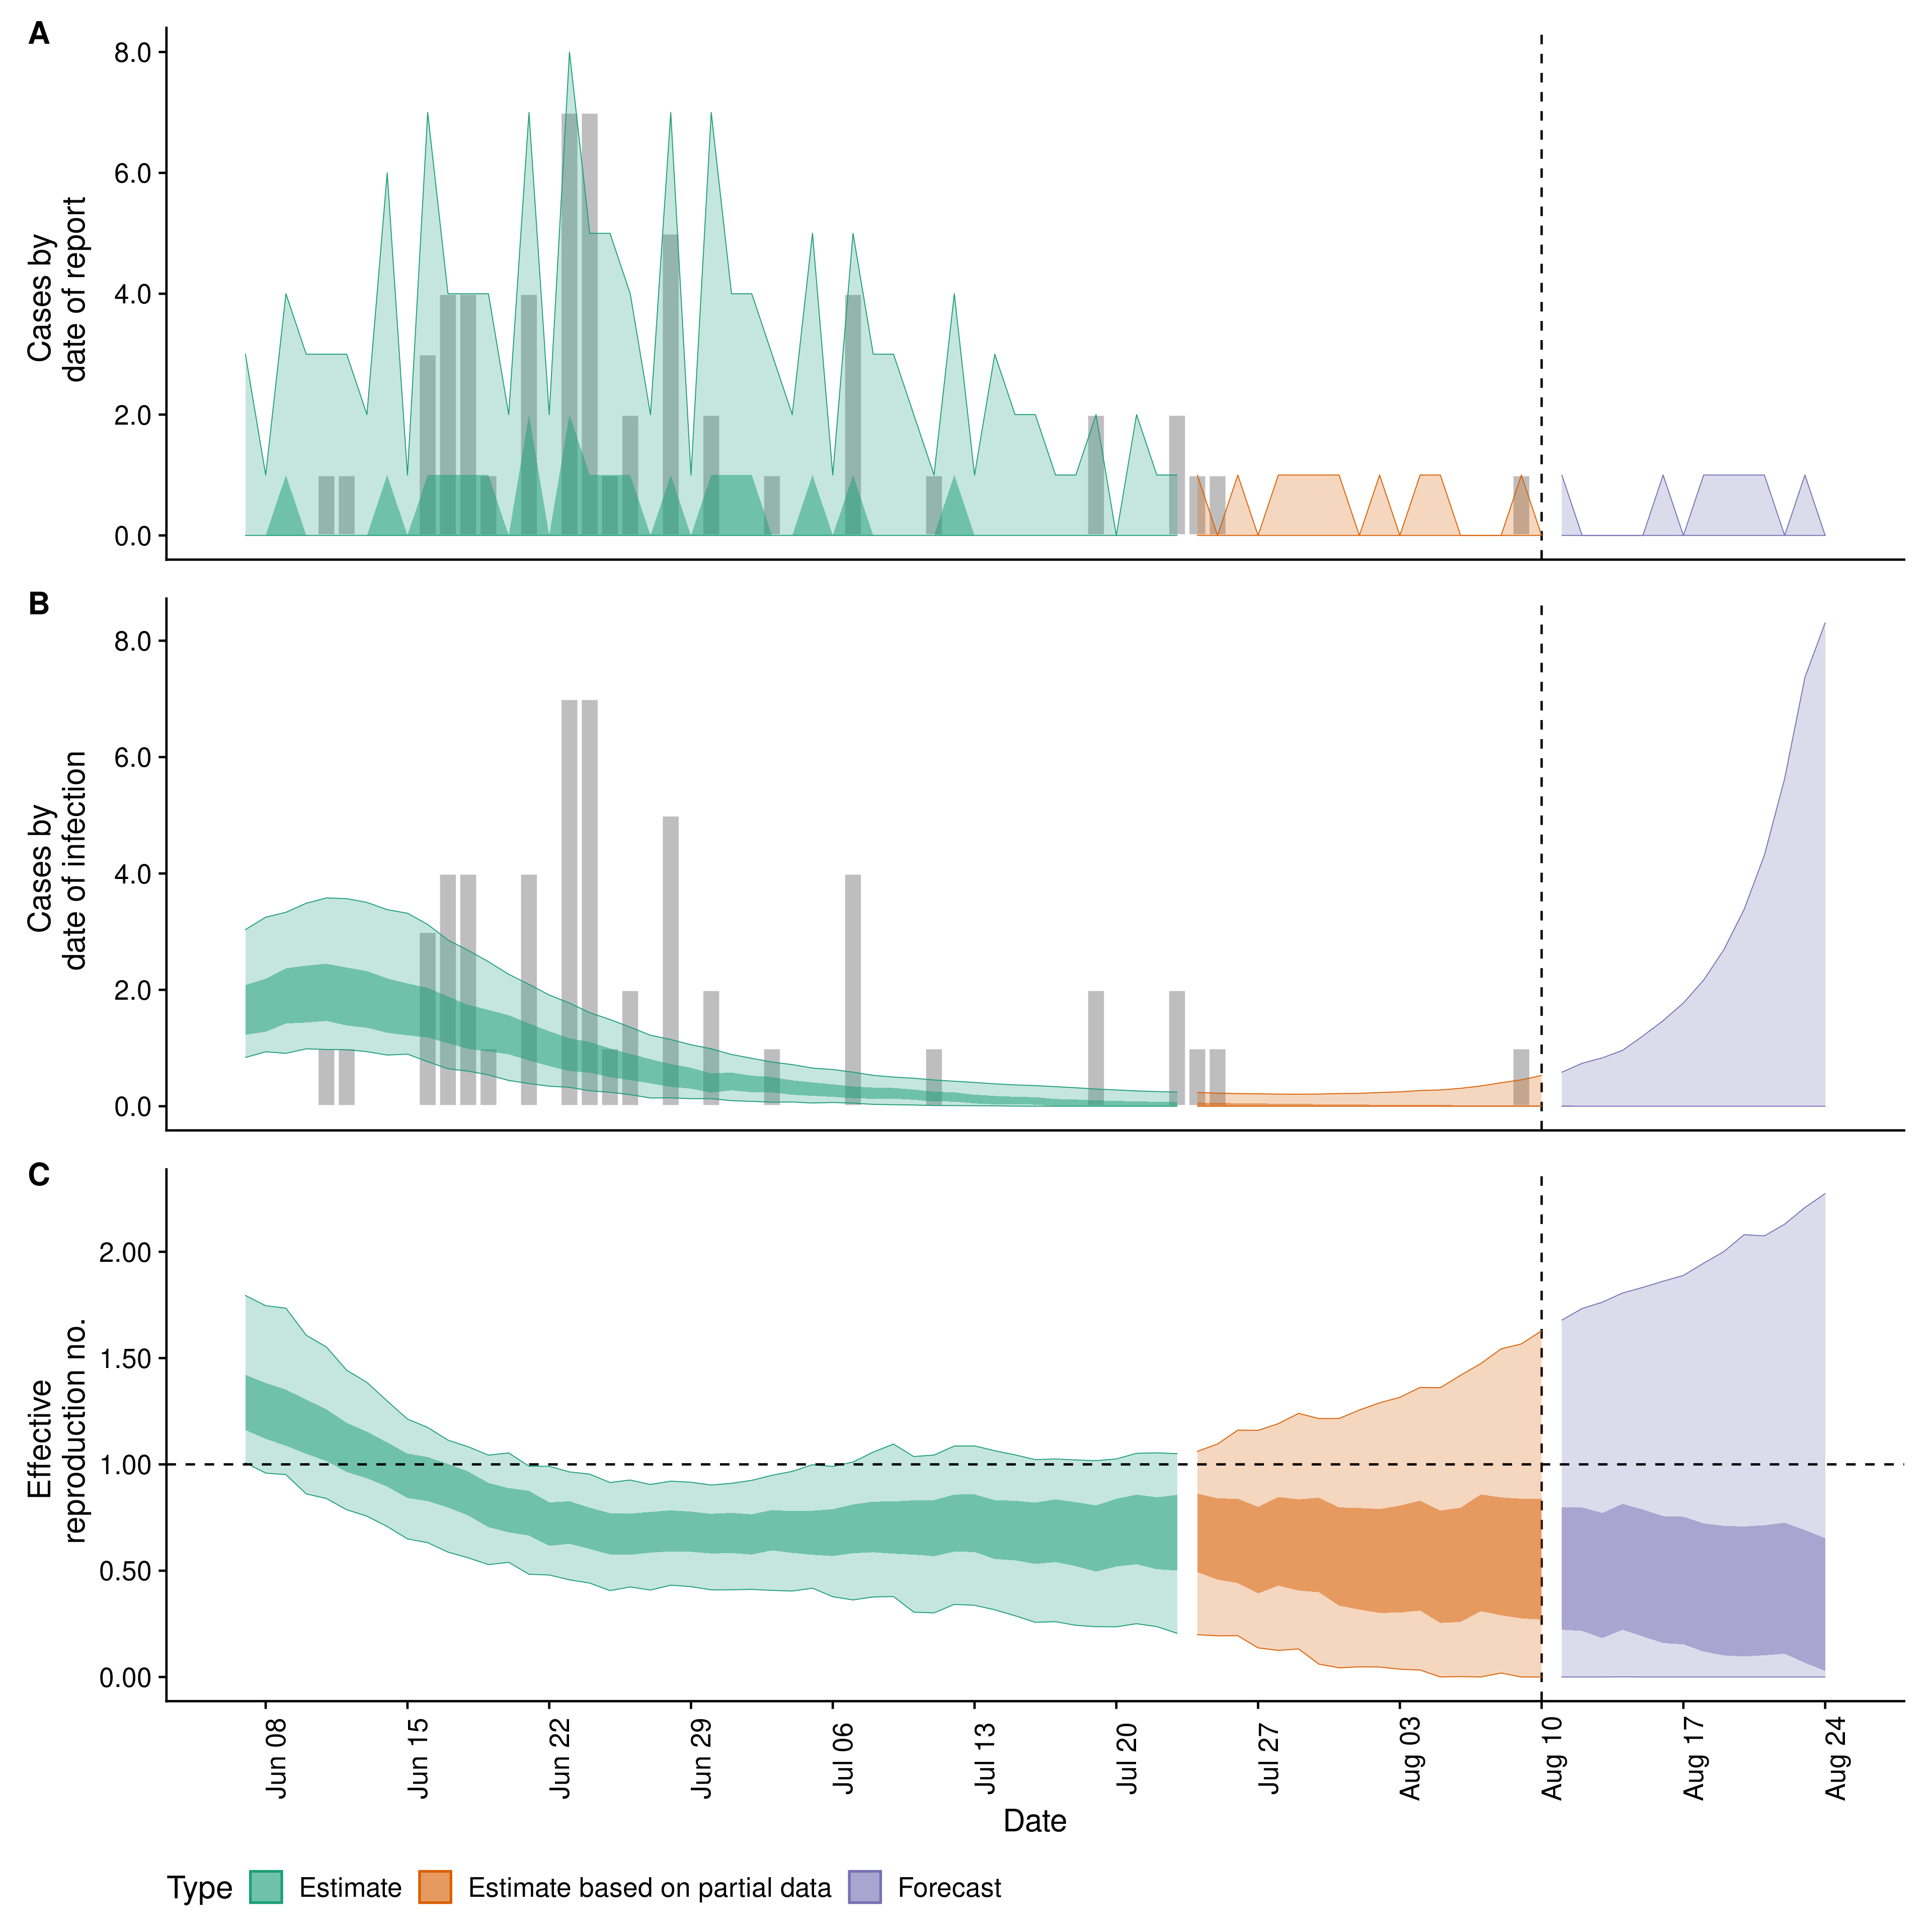 A
8.0
6.0
4.0
2.0
0.0
Cases by
date of report
B
8.0
6.0
4.0
2.0
0.0
Cases by
date of infection
C
2.00
1.50
1.00
0.50
0.00
Effective
reproduction no.
Jun 08
Jun 15
Jun 22
Jun 29
Jul 06
Jul 13
Jul 20
Jul 27
Aug 03
Aug 10
Aug 17
Aug 24
Date
Type Estimate Estimate based on partial data Forecast